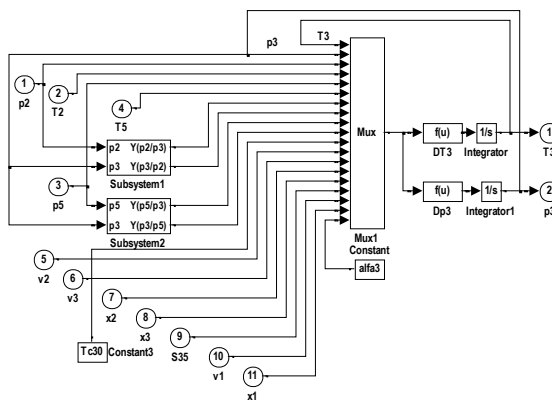 T3
p3
1
p2
2
T2
4
T5
p2 Y(p2/p3)
p3 Y(p3/p2)
Subsystem1
3
p5
p5 Y(p5/p3)
p3 Y(p3/p5)
Subsystem2
Mux
Mux1
f(u)
DT3
1/s
Integrator
1
T3
f(u)
Dp3
1/s
Integrator1
2
p3
Constant
alfa3
5
v2
6
v3
7
x2
8
x3
9
S35
10
v1
11
x1
Tc30
Constant3